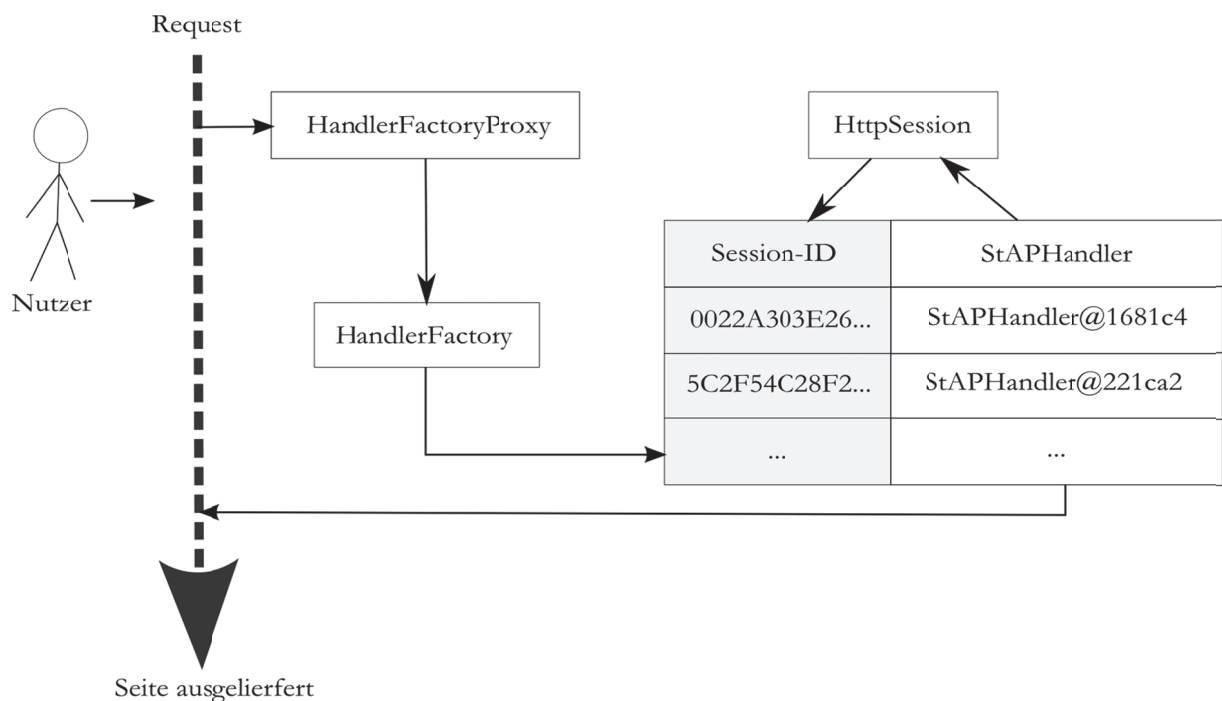 Request
HandlerFactoryProxy
HttpSession
Nutzer
HandlerFactory
Session-ID StAPHandler
0022A303E26... StAPHandler@1681c4
5C2F54C28F2... StAPHandler@221ca2
... ...
Seite ausgelierfert